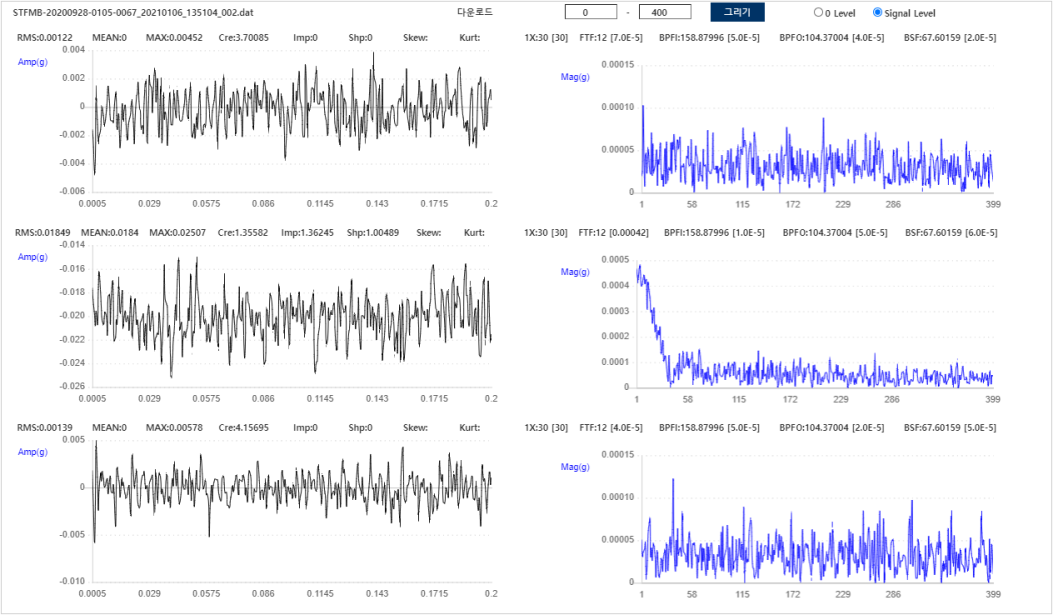 STFMB-20200928-0105-0067_20210106_135104_002.dat 다운로드 0 - 400 그리기 0 Level Signal Level
RMS:0.00122 MEAN:0 MAX:0.00452 Cre:3.70085 Imp:0 Shp:0 Skew: Kurt: 1X:30 [30] FTF:12 [7.0E-5] BPFI:158.87996 [5.0E-5] BPFO:104.37004 [4.0E-5] BSF:67.60159 [2.0E-5]
Amp(g)
0.004
0.002
0
-0.002
-0.004
-0.006
0.0005 0.029 0.0575 0.086 0.1145 0.143 0.1715 0.2
Mag(g)
0.00015
0.00010
0.00005
0
1 58 115 172 229 286 399
RMS:0.01849 MEAN:0.0184 MAX:0.02507 Cre:1.35582 Imp:1.36245 Shp:1.00489 Skew: Kurt: 1X:30 [30] FTF:12 [0.00042] BPFI:158.87996 [1.0E-5] BPFO:104.37004 [5.0E-5] BSF:67.60159 [6.0E-5]
Amp(g)
-0.014
-0.016
-0.018
-0.020
-0.022
-0.024
-0.026
0.0005 0.029 0.0575 0.086 0.1145 0.143 0.1715 0.2
Mag(g)
0.0005
0.0004
0.0003
0.0002
0.0001
0
1 58 115 172 229 286 399
RMS:0.00139 MEAN:0 MAX:0.00578 Cre:4.15695 Imp:0 Shp:0 Skew: Kurt: 1X:30 [30] FTF:12 [4.0E-5] BPFI:158.87996 [5.0E-5] BPFO:104.37004 [2.0E-5] BSF:67.60159 [5.0E-5]
Amp(g)
0.005
0
-0.005
-0.010
0.0005 0.029 0.0575 0.086 0.1145 0.143 0.1715 0.2
Mag(g)
0.00015
0.00010
0.00005
0
1 58 115 172 229 286 399